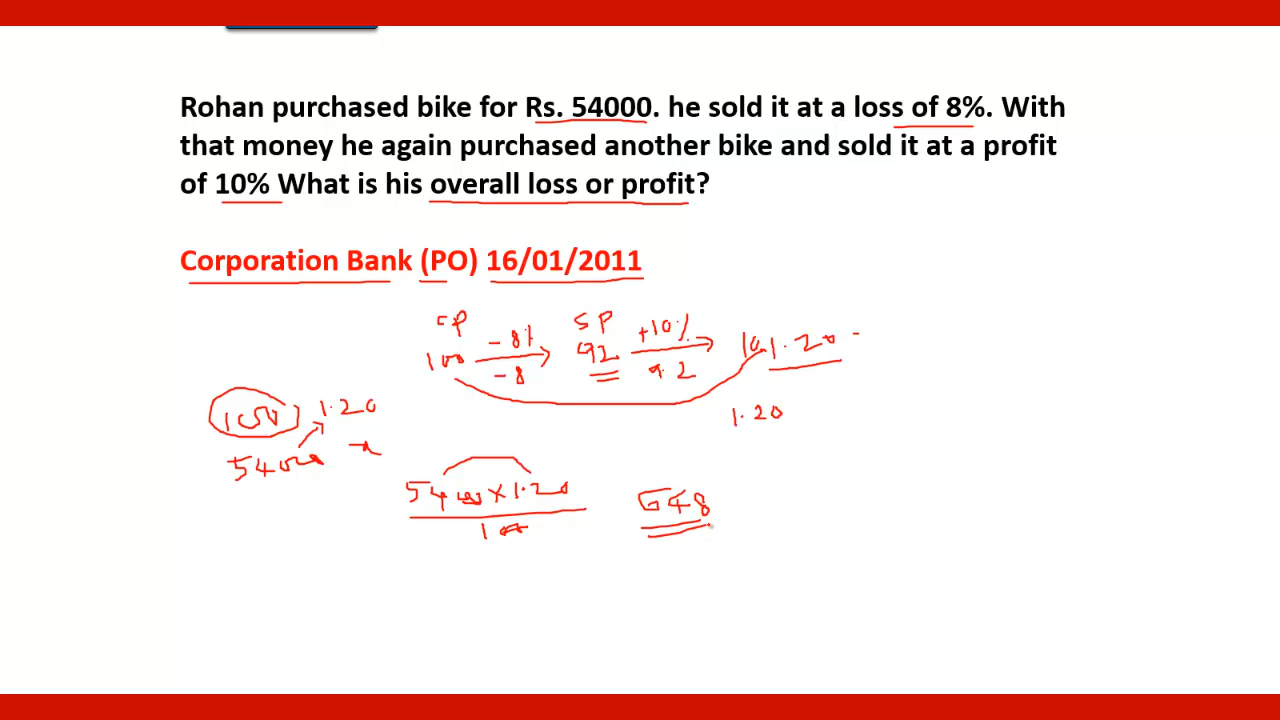 Rohan purchased bike for Rs. 54000. he sold it at a loss of 8%. With
that money he again purchased another bike and sold it at a profit
of 10% What is his overall loss or profit?
Corporation Bank (PO) 16/01/2011
CP SP
100 -8% 92 +10% 101.20
-8 9.2
100 1.20 1.20
54000 x
54000 × 1.20 648
100